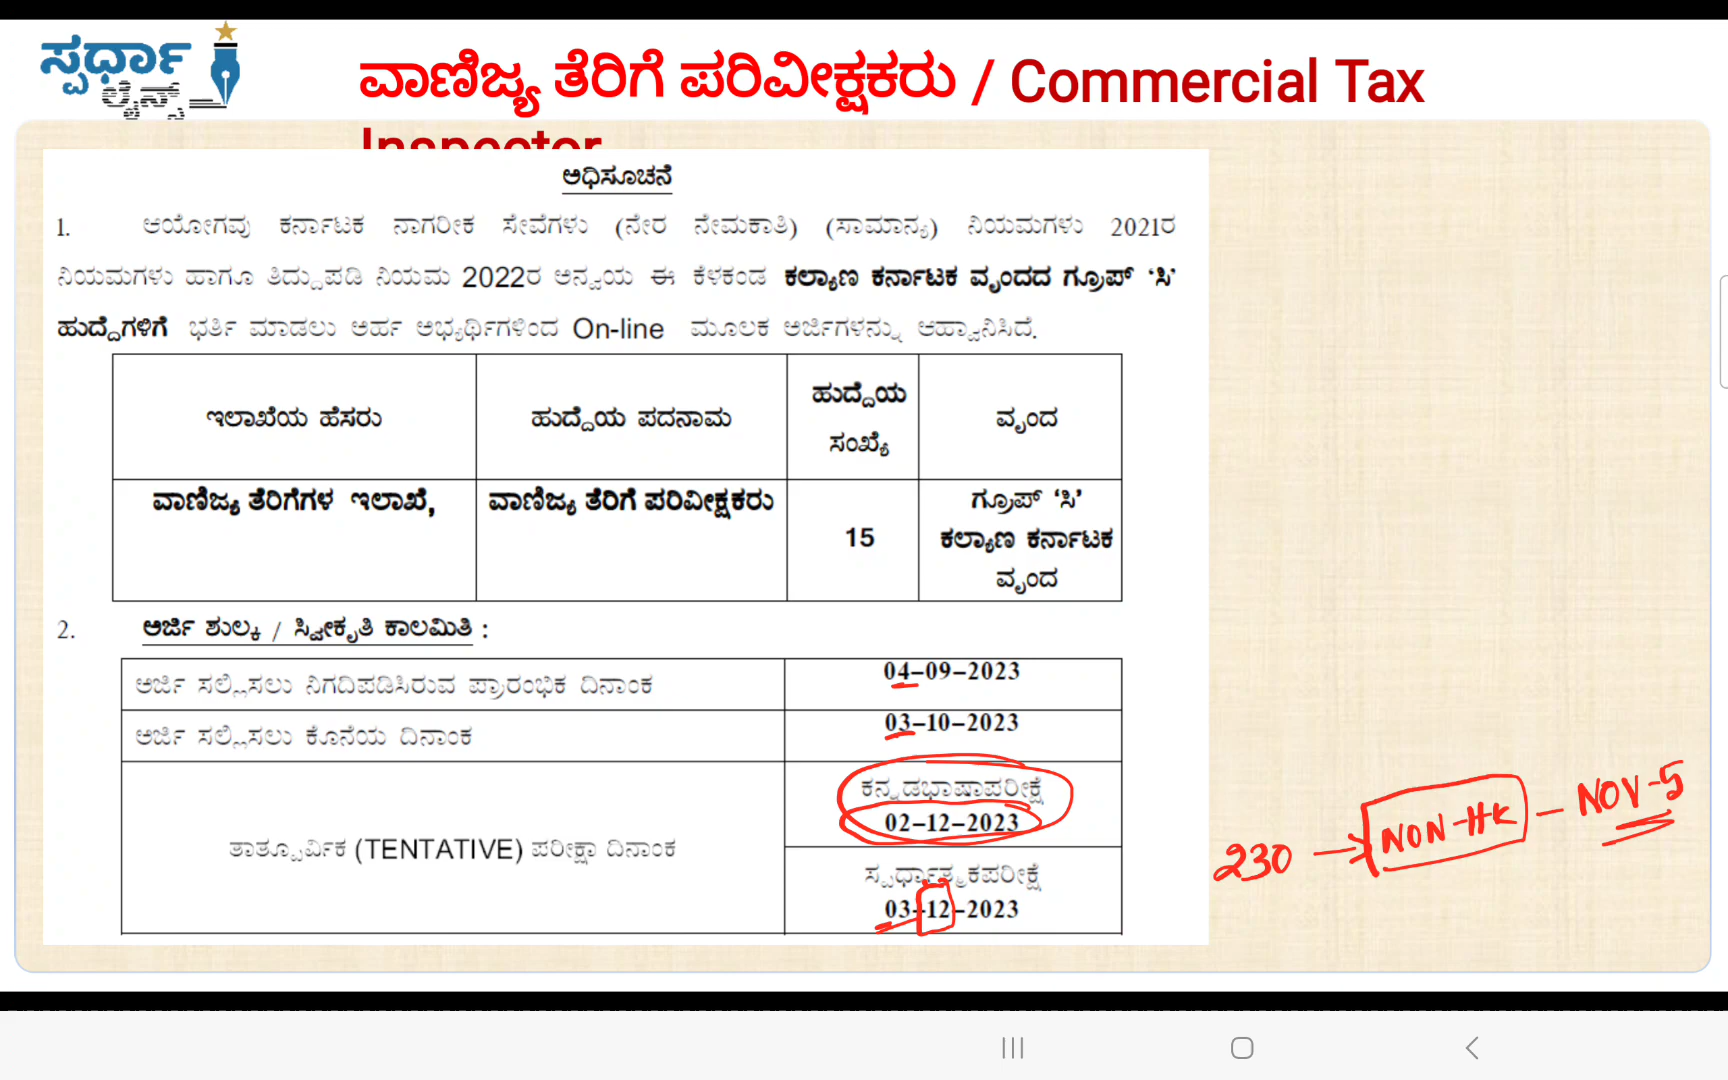 ಸ್ಪರ್ಧಾ
ಲೈನ್ಸ್
ವಾಣಿಜ್ಯ ತೆರಿಗೆ ಪರಿವೀಕ್ಷಕರು / Commercial Tax
Inspector
ಅಧಿಸೂಚನೆ
1. ಆಯೋಗವು ಕರ್ನಾಟಕ ನಾಗರೀಕ ಸೇವೆಗಳು (ನೇರ ನೇಮಕಾತಿ) (ಸಾಮಾನ್ಯ) ನಿಯಮಗಳು 2021ರ
ನಿಯಮಗಳು ಹಾಗೂ ತಿದ್ದುಪಡಿ ನಿಯಮ 2022ರ ಅನ್ವಯ ಈ ಕೆಳಕಂಡ ಕಲ್ಯಾಣ ಕರ್ನಾಟಕ ವೃಂದದ ಗ್ರೂಪ್ ‘ಸಿ’
ಹುದ್ದೆಗಳಿಗೆ ಭರ್ತಿ ಮಾಡಲು ಅರ್ಹ ಅಭ್ಯರ್ಥಿಗಳಿಂದ On-line ಮೂಲಕ ಅರ್ಜಿಗಳನ್ನು ಆಹ್ವಾನಿಸಿದೆ.
ಇಲಾಖೆಯ ಹೆಸರು
ಹುದ್ದೆಯ ಪದನಾಮ
ಹುದ್ದೆಯ
ಸಂಖ್ಯೆ
ವೃಂದ
ವಾಣಿಜ್ಯ ತೆರಿಗೆಗಳ ಇಲಾಖೆ,
ವಾಣಿಜ್ಯ ತೆರಿಗೆ ಪರಿವೀಕ್ಷಕರು
15
ಗ್ರೂಪ್ ‘ಸಿ’
ಕಲ್ಯಾಣ ಕರ್ನಾಟಕ
ವೃಂದ
2. ಅರ್ಜಿ ಶುಲ್ಕ / ಸ್ವೀಕೃತಿ ಕಾಲಮಿತಿ :
ಅರ್ಜಿ ಸಲ್ಲಿಸಲು ನಿಗದಿಪಡಿಸಿರುವ ಪ್ರಾರಂಭಿಕ ದಿನಾಂಕ
04–09–2023
ಅರ್ಜಿ ಸಲ್ಲಿಸಲು ಕೊನೆಯ ದಿನಾಂಕ
03–10–2023
ತಾತ್ಪೂರ್ವಿಕ (TENTATIVE) ಪರೀಕ್ಷಾ ದಿನಾಂಕ
ಕನ್ನಡಭಾಷಾಪರೀಕ್ಷೆ
02–12–2023
ಸ್ಪರ್ಧಾತ್ಮಕಪರೀಕ್ಷೆ
03–12–2023
230 → NON-HK – NOV-5